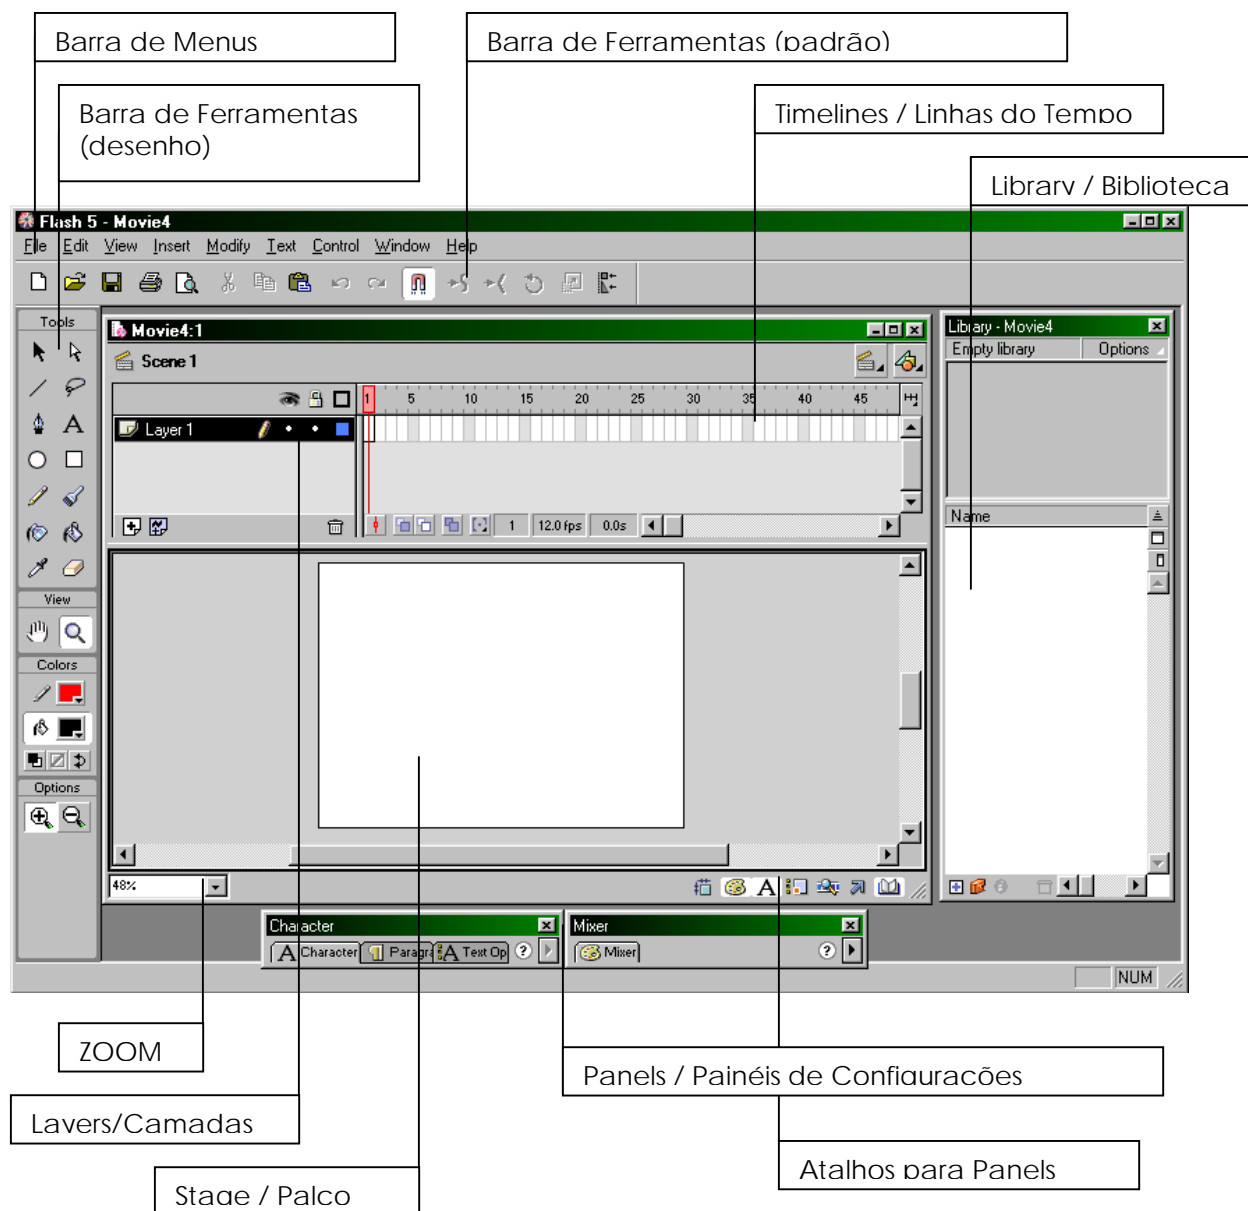 Barra de Menus
Barra de Ferramentas (padrão)
Barra de Ferramentas
(desenho)
Timelines / Linhas do Tempo
Library / Biblioteca
Flash 5 - Movie4
File Edit View Insert Modify Text Control Window Help
Tools
Movie4:1
Library - Movie4
Scene 1
Empty library Options
1 5 10 15 20 25 30 35 40 45
Layer 1
1 12.0 fps 0.0s
Name
View
Colors
Options
48%
Character
Mixer
Character Paragra Text Op
Mixer
NUM
ZOOM
Panels / Painéis de Configurações
Layers/Camadas
Atalhos para Panels
Stage / Palco